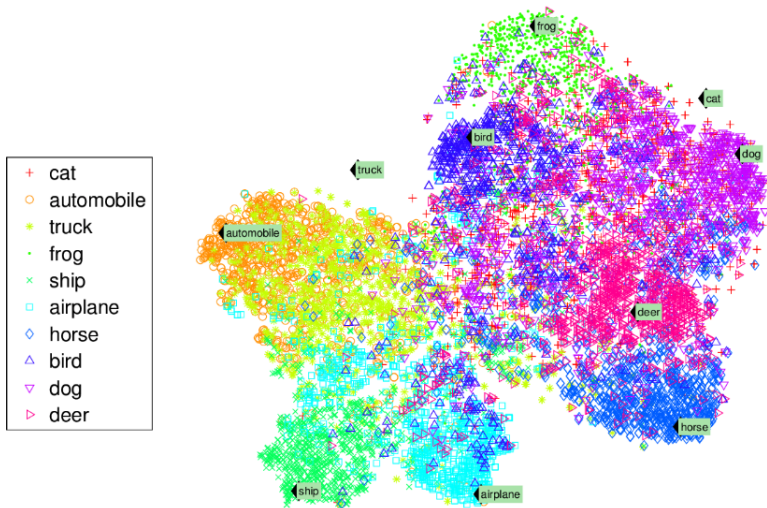 frog
cat
bird
dog
truck
automobile
deer
horse
ship
airplane
cat
automobile
truck
frog
ship
airplane
horse
bird
dog
deer